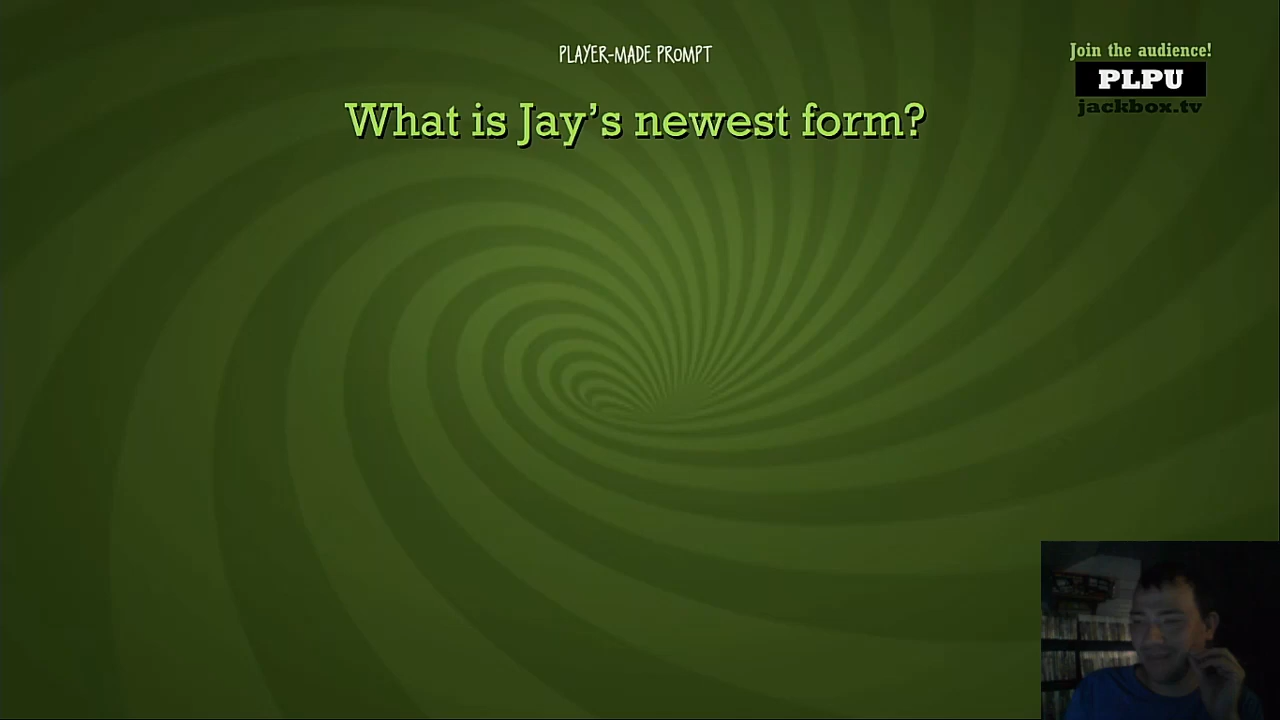 PLAYER-MADE PROMPT
What is Jay's newest form?
Join the audience!
PLPU
jackbox.tv